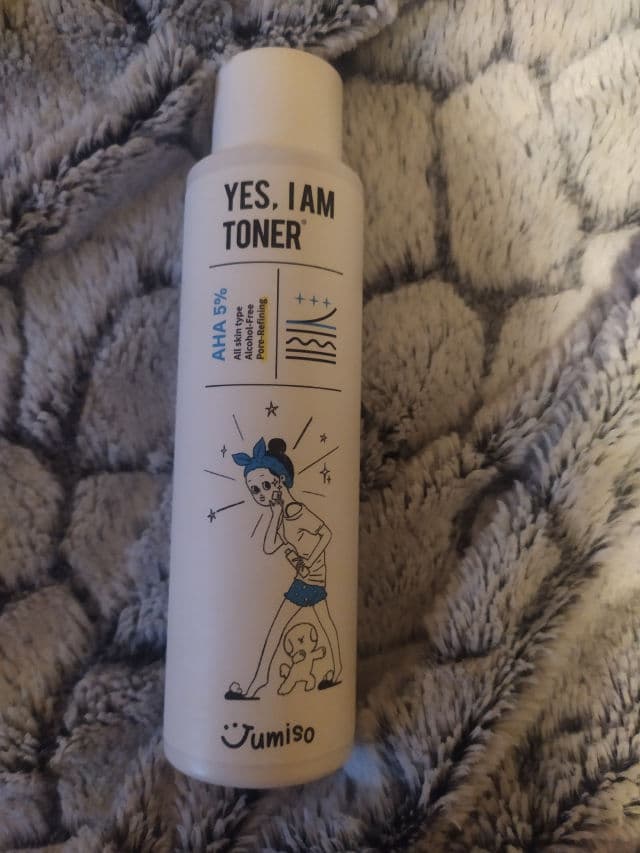 YES, I AM
TONER®
AHA 5%
All skin type
Alcohol-Free
Pore-Refining
Jumiso